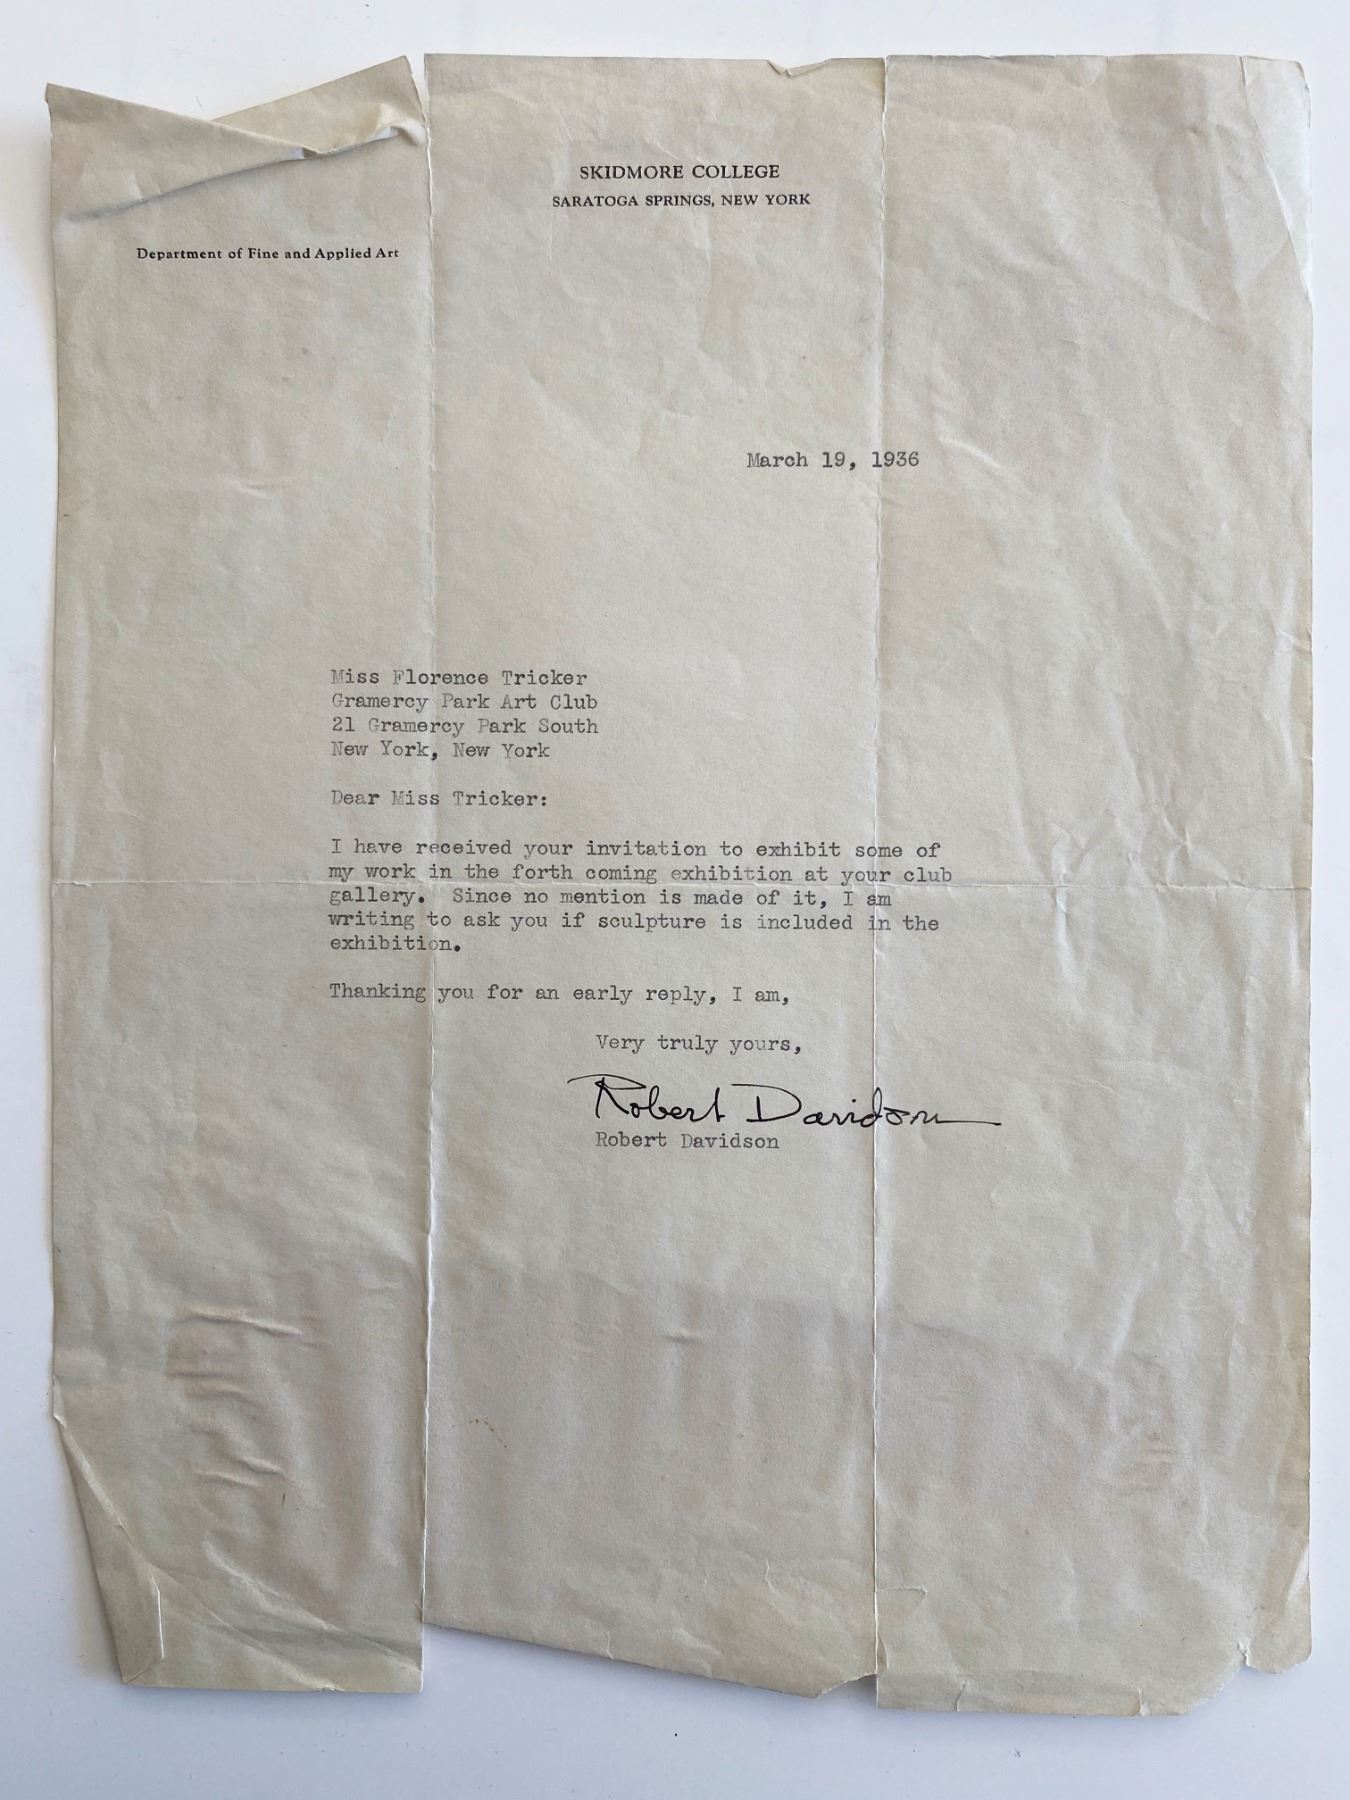 SKIDMORE COLLEGE
SARATOGA SPRINGS, NEW YORK
Department of Fine and Applied Art
March 19, 1936
Miss Florence Tricker
Gramercy Park Art Club
21 Gramercy Park South
New York, New York
Dear Miss Tricker:
I have received your invitation to exhibit some of
my work in the forth coming exhibition at your club
gallery. Since no mention is made of it, I am
writing to ask you if sculpture is included in the
exhibition.
Thanking you for an early reply, I am,
Very truly yours,
Robert Davidson
Robert Davidson